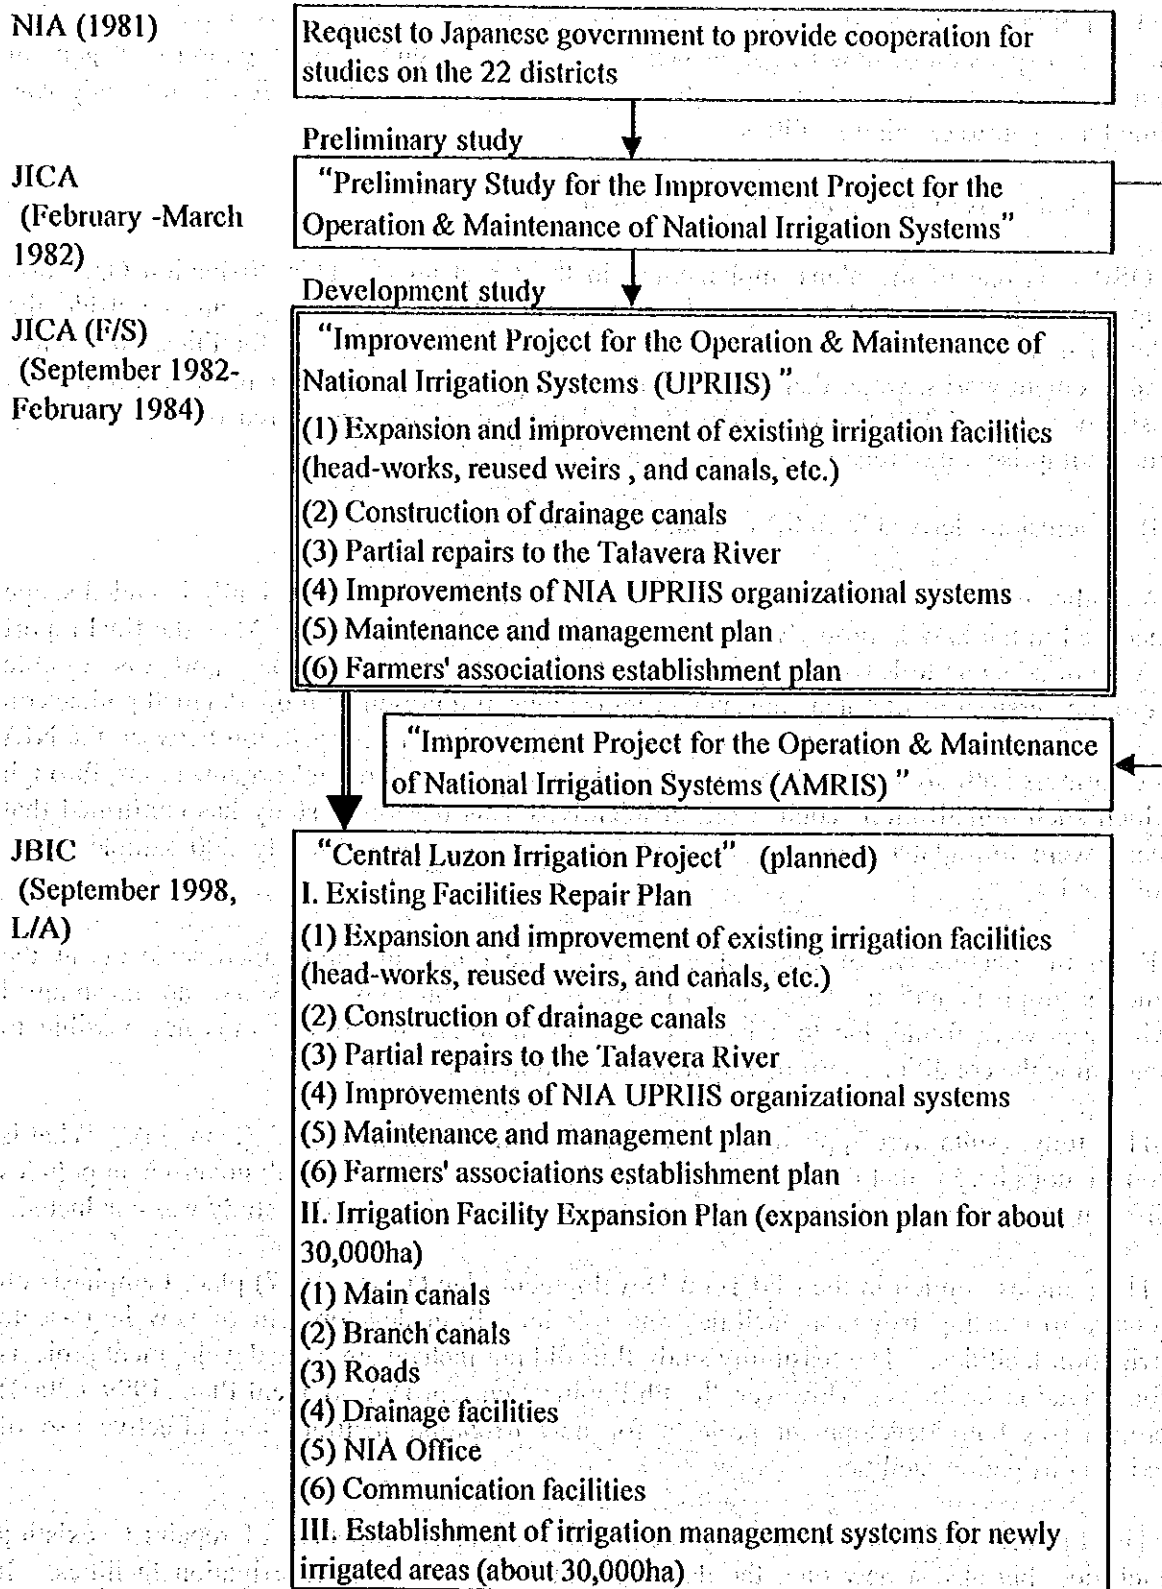 NIA (1981)
Request to Japanese government to provide cooperation for
studies on the 22 districts
Preliminary study
JICA
(February -March
1982)
"Preliminary Study for the Improvement Project for the
Operation & Maintenance of National Irrigation Systems"
Development study
JICA (F/S)
(September 1982-
February 1984)
"Improvement Project for the Operation & Maintenance of
National Irrigation Systems (UPRIIS) "
(1) Expansion and improvement of existing irrigation facilities
(head-works, reused weirs , and canals, etc.)
(2) Construction of drainage canals
(3) Partial repairs to the Talavera River
(4) Improvements of NIA UPRIIS organizational systems
(5) Maintenance and management plan
(6) Farmers' associations establishment plan
"Improvement Project for the Operation & Maintenance
of National Irrigation Systems (AMRIS) "
JBIC
(September 1998,
L/A)
"Central Luzon Irrigation Project" (planned)
I. Existing Facilities Repair Plan
(1) Expansion and improvement of existing irrigation facilities
(head-works, reused weirs, and canals, etc.)
(2) Construction of drainage canals
(3) Partial repairs to the Talavera River
(4) Improvements of NIA UPRIIS organizational systems
(5) Maintenance and management plan
(6) Farmers' associations establishment plan
II. Irrigation Facility Expansion Plan (expansion plan for about
30,000ha)
(1) Main canals
(2) Branch canals
(3) Roads
(4) Drainage facilities
(5) NIA Office
(6) Communication facilities
III. Establishment of irrigation management systems for newly
irrigated areas (about 30,000ha)